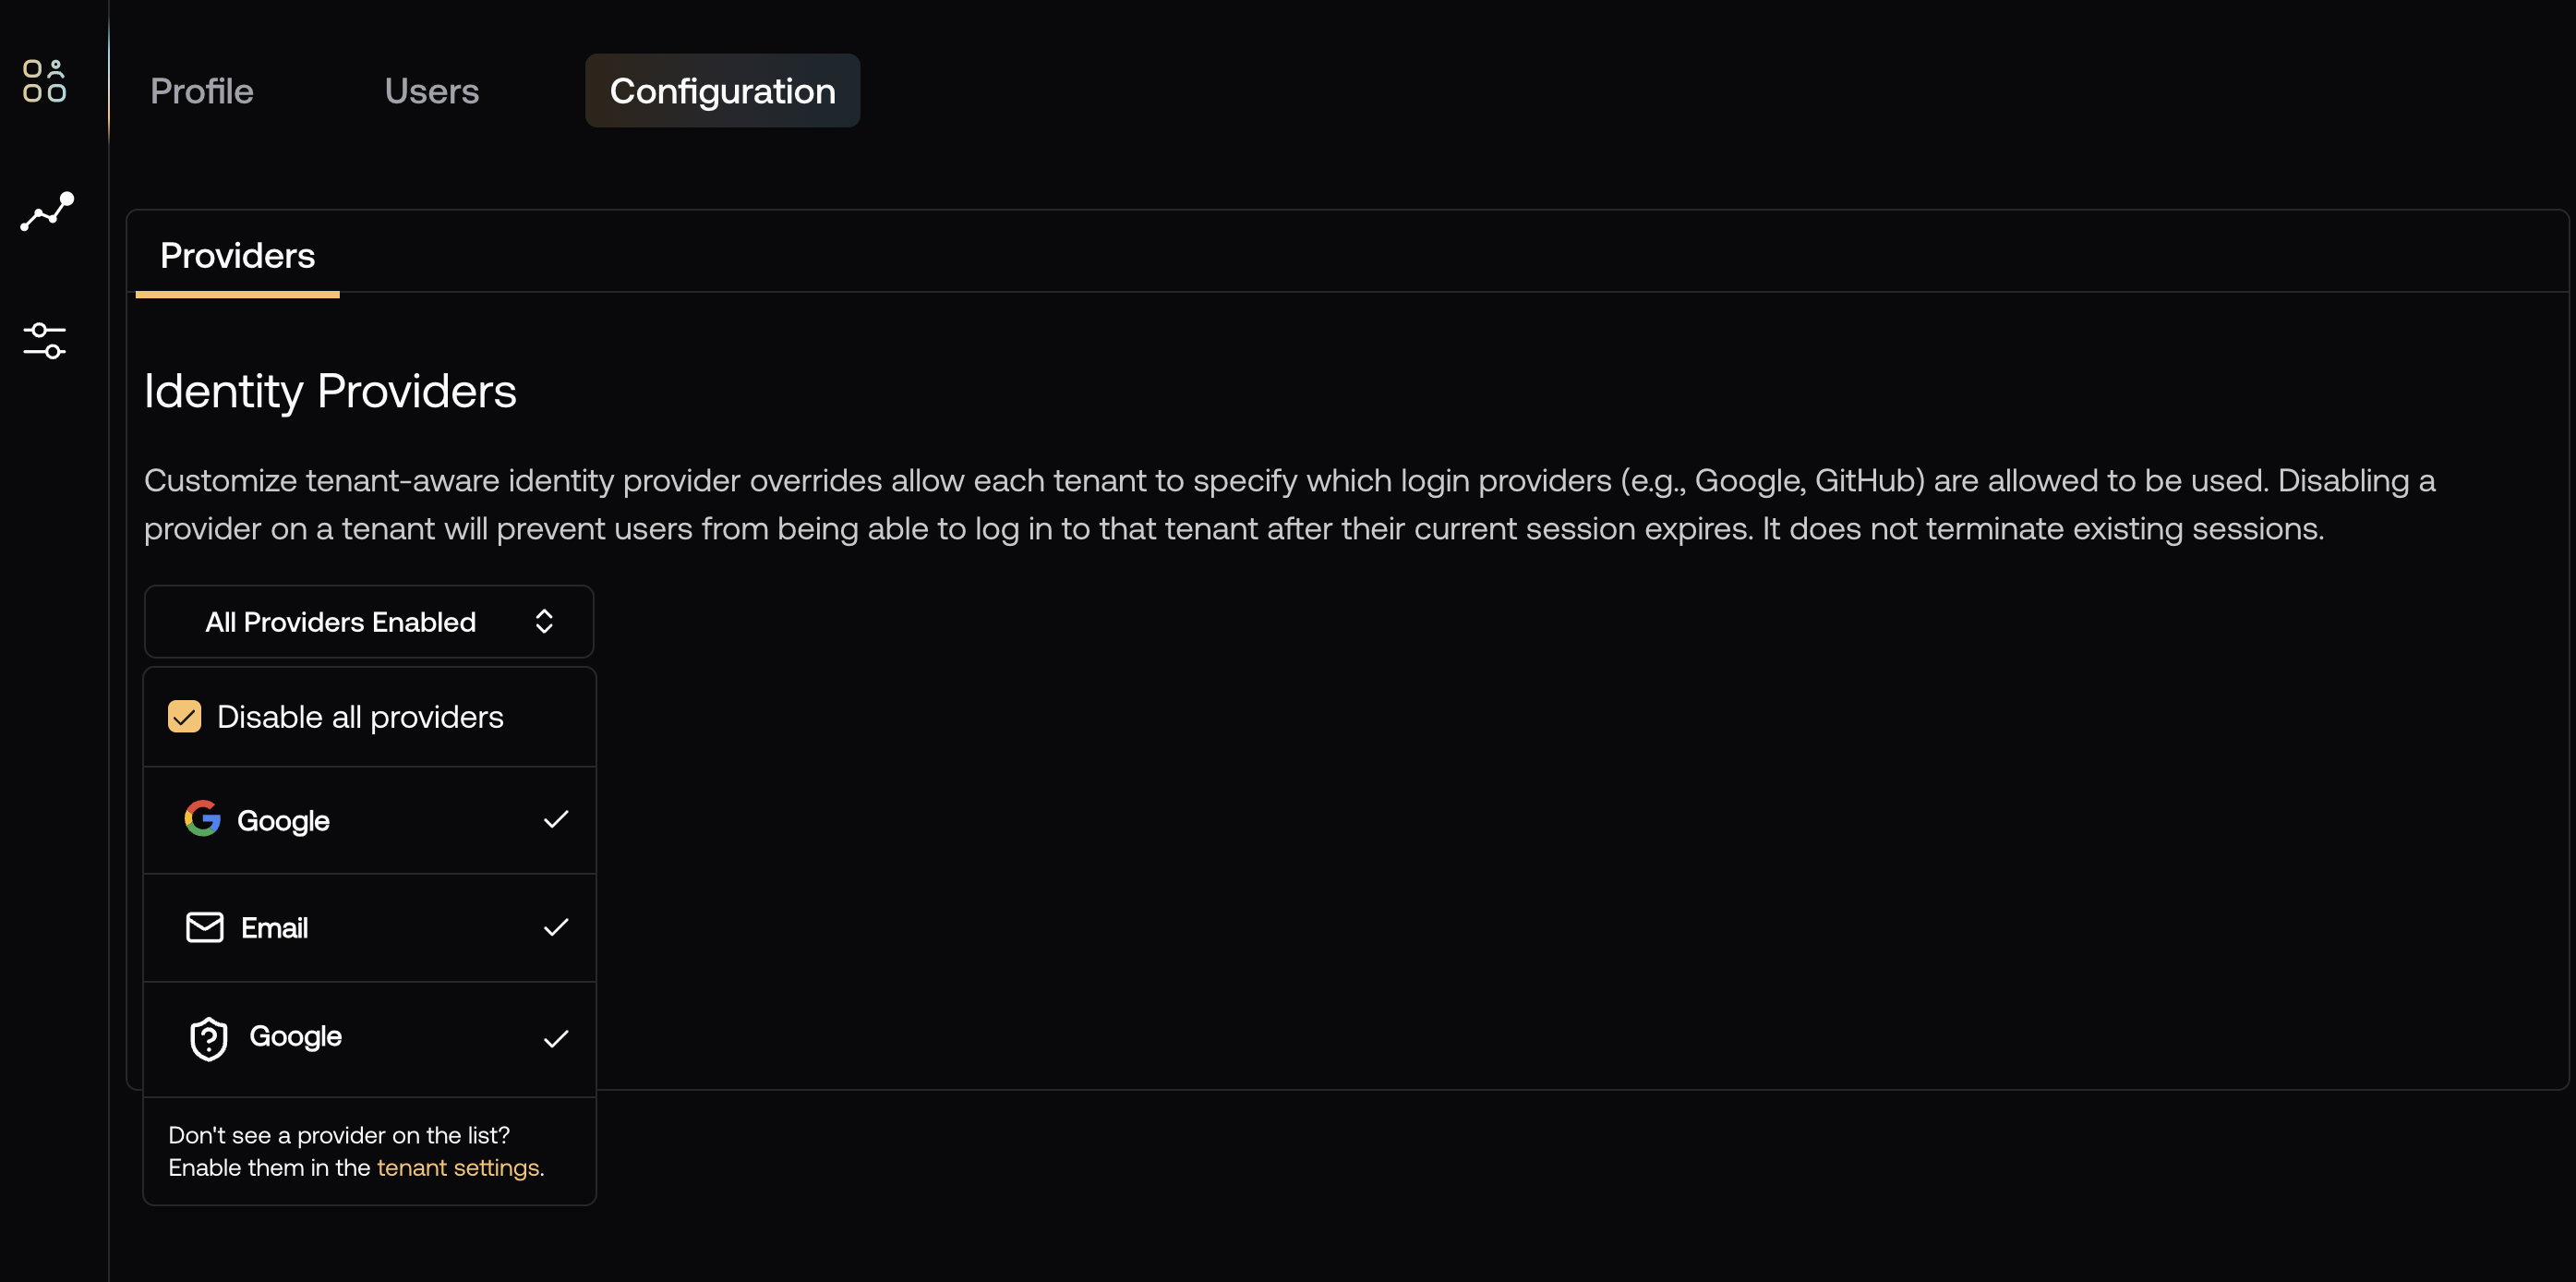 Profile
Users
Configuration
Providers
Identity Providers
Customize tenant-aware identity provider overrides allow each tenant to specify which login providers (e.g., Google, GitHub) are allowed to be used. Disabling a
provider on a tenant will prevent users from being able to log in to that tenant after their current session expires. It does not terminate existing sessions.
All Providers Enabled
Disable all providers
Google
Email
Google
Don't see a provider on the list?
Enable them in the tenant settings.